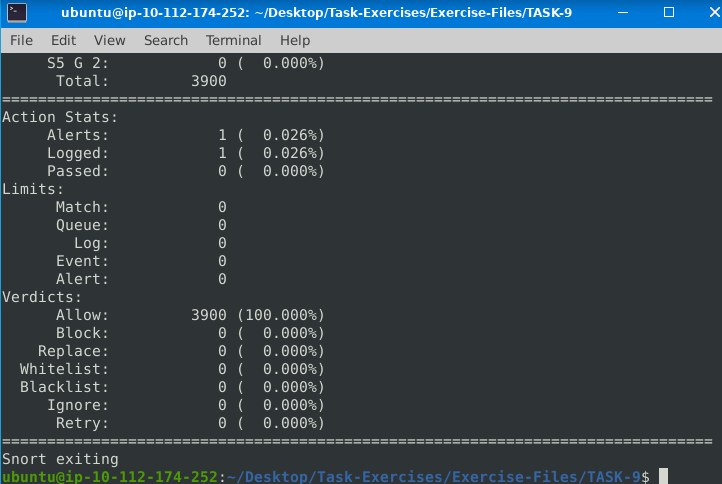 ubuntu@ip-10-112-174-252: ~/Desktop/Task-Exercises/Exercise-Files/TASK-9
File Edit View Search Terminal Help
S5 G 2: 0 ( 0.000%)
Total: 3900
===============================================================================
Action Stats:
Alerts: 1 ( 0.026%)
Logged: 1 ( 0.026%)
Passed: 0 ( 0.000%)
Limits:
Match: 0
Queue: 0
Log: 0
Event: 0
Alert: 0
Verdicts:
Allow: 3900 (100.000%)
Block: 0 ( 0.000%)
Replace: 0 ( 0.000%)
Whitelist: 0 ( 0.000%)
Blacklist: 0 ( 0.000%)
Ignore: 0 ( 0.000%)
Retry: 0 ( 0.000%)
===============================================================================
Snort exiting
ubuntu@ip-10-112-174-252:~/Desktop/Task-Exercises/Exercise-Files/TASK-9$